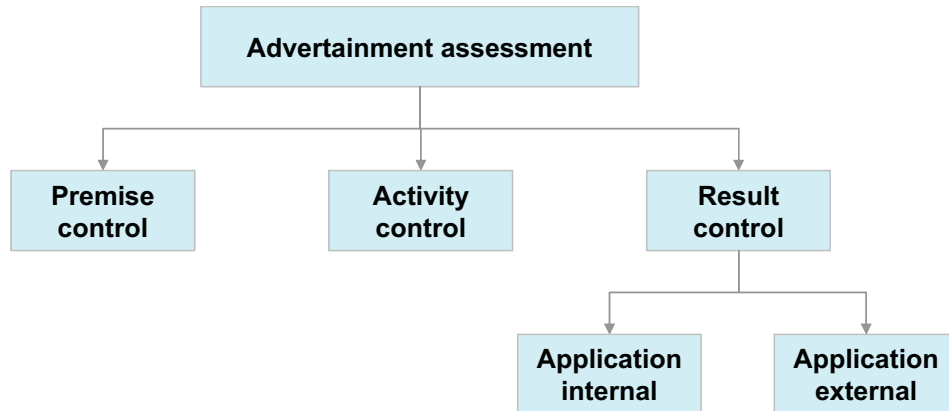 Advertainment assessment
Premise
control
Activity
control
Result
control
Application
internal
Application
external